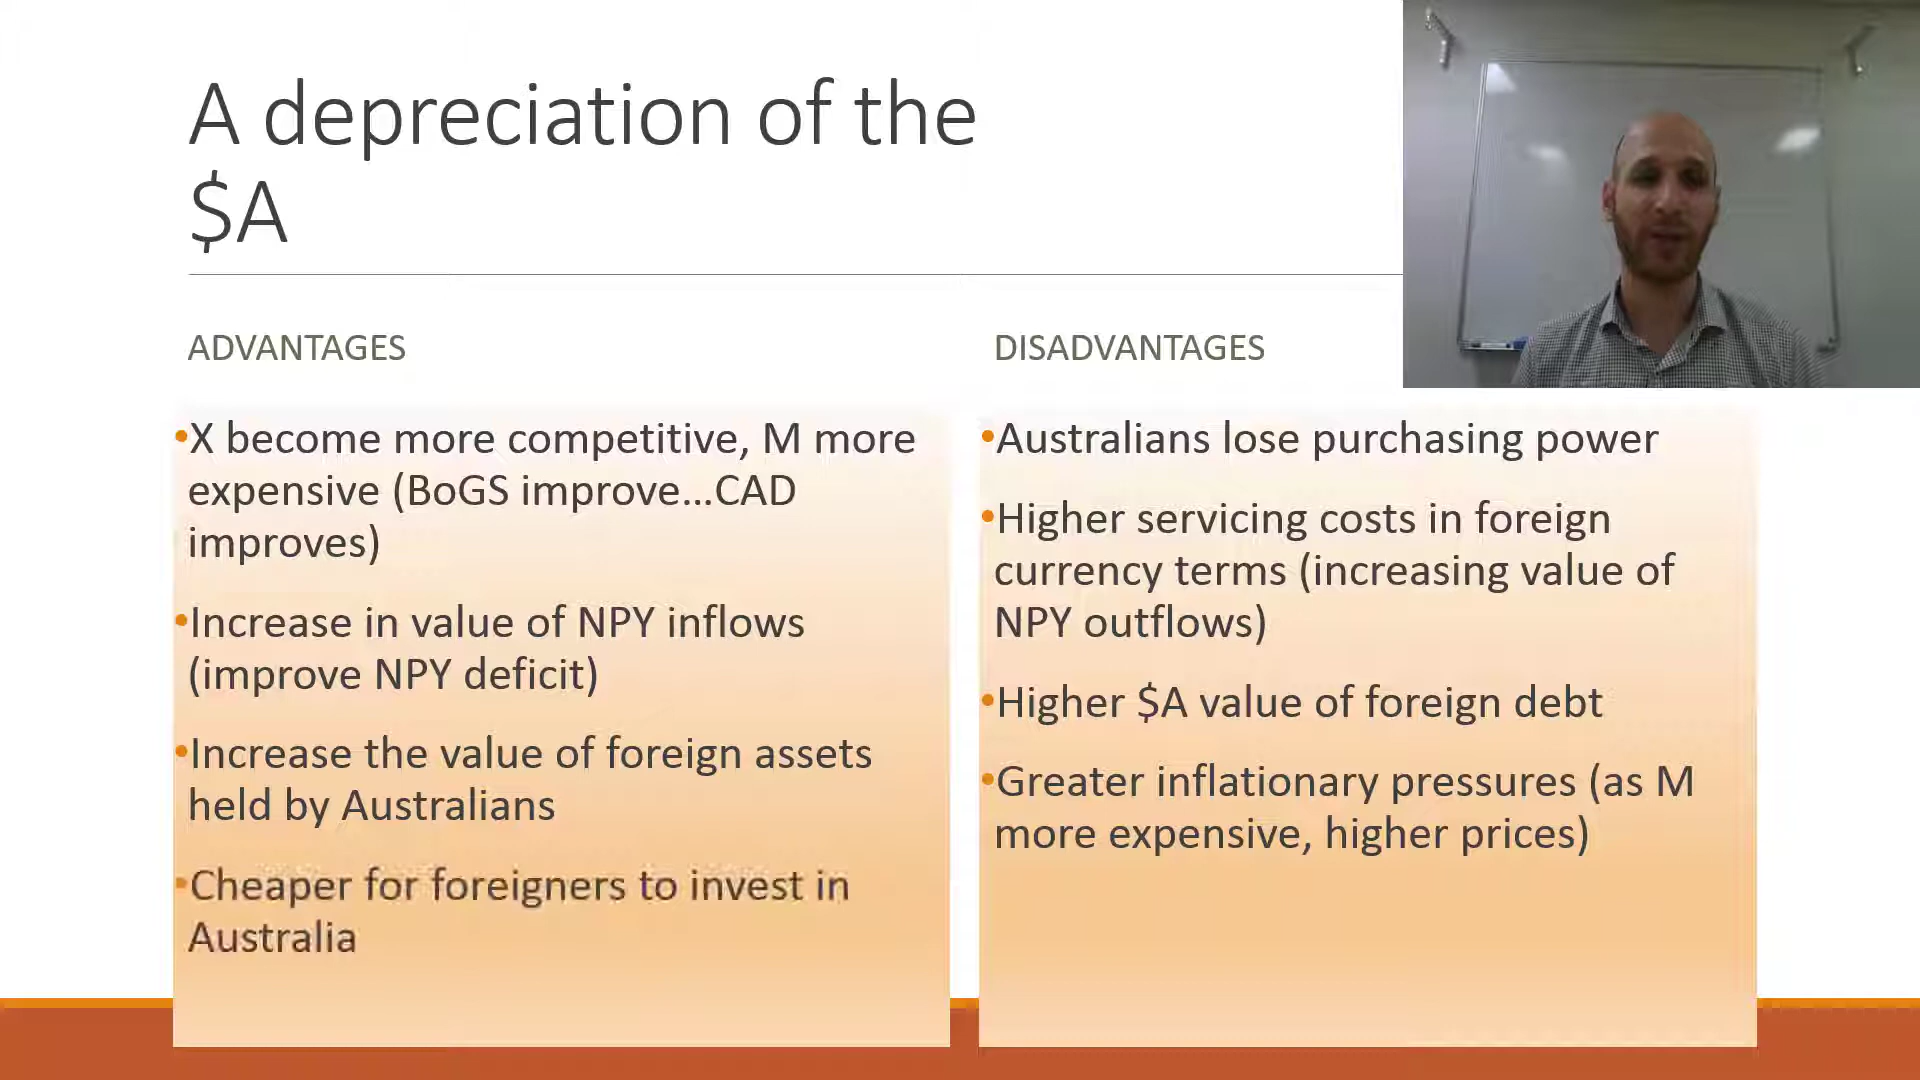 A depreciation of the
$A
ADVANTAGES
•X become more competitive, M more
expensive (BoGS improve...CAD
improves)
•Increase in value of NPY inflows
(improve NPY deficit)
•Increase the value of foreign assets
held by Australians
•Cheaper for foreigners to invest in
Australia
DISADVANTAGES
•Australians lose purchasing power
•Higher servicing costs in foreign
currency terms (increasing value of
NPY outflows)
•Higher $A value of foreign debt
•Greater inflationary pressures (as M
more expensive, higher prices)